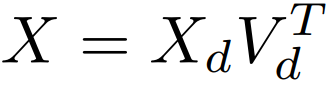 $X = X_d V_d^T$